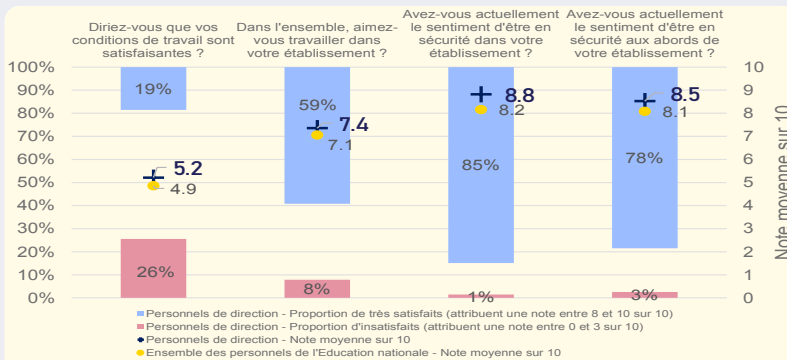 Diriez-vous que vos
conditions de travail sont
satisfaisantes ?
Dans l'ensemble, aimez-
vous travailler dans
votre établissement ?
Avez-vous actuellement
le sentiment d'être en
sécurité dans votre
établissement ?
Avez-vous actuellement
le sentiment d'être en
sécurité aux abords de
votre établissement ?
100%
90%
80%
70%
60%
50%
40%
30%
20%
10%
0%
19%
5.2
4.9
26%
59%
7.4
7.1
8%
8.8
8.2
85%
1%
8.5
8.1
78%
3%
10
9
8
7
6
5
4
3
2
1
0
Note moyenne sur 10
Personnels de direction - Proportion de très satisfaits (attribuent une note entre 8 et 10 sur 10)
Personnels de direction - Proportion d'insatisfaits (attribuent une note entre 0 et 3 sur 10)
Personnels de direction - Note moyenne sur 10
Ensemble des personnels de l'Education nationale - Note moyenne sur 10